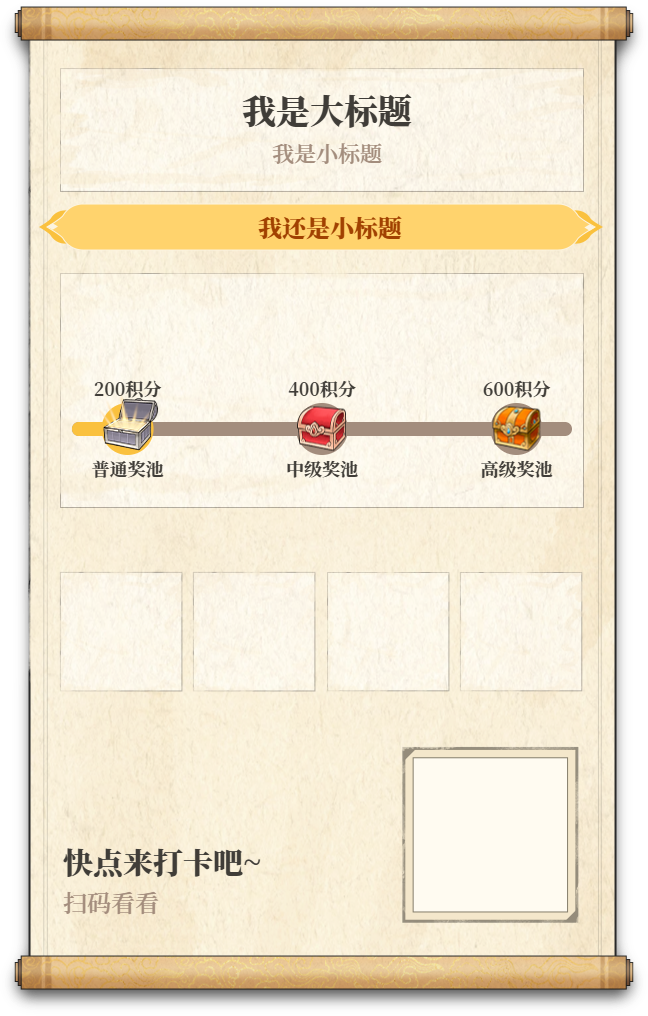 我是大标题
我是小标题
我还是小标题
200积分 400积分 600积分
普通奖池 中级奖池 高级奖池
快点来打卡吧~
扫码看看